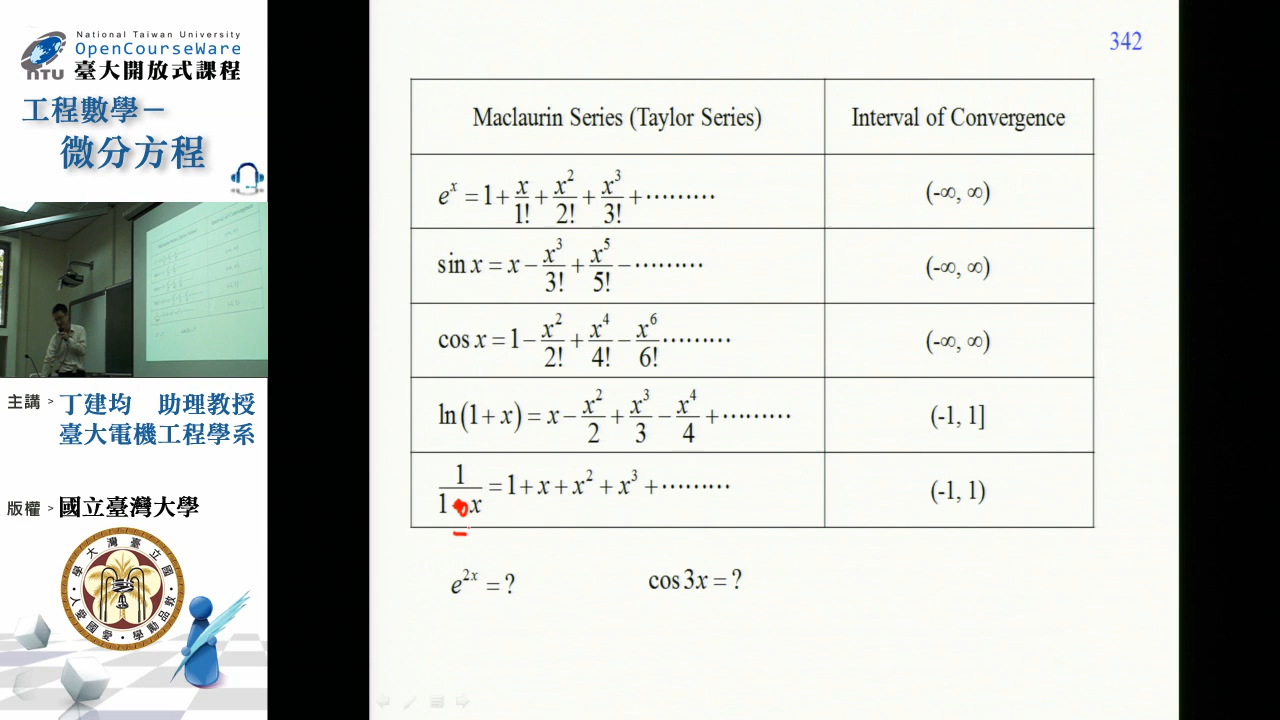 National Taiwan University
OpenCourseWare
NTU 臺大開放式課程
工程數學－
微分方程
主講 > 丁建均 助理教授
臺大電機工程學系
版權 > 國立臺灣大學
342
Maclaurin Series (Taylor Series) Interval of Convergence
e^x = 1 + x/1! + x^2/2! + x^3/3! + ········· (-∞, ∞)
sin x = x − x^3/3! + x^5/5! − ········· (-∞, ∞)
cos x = 1 − x^2/2! + x^4/4! − x^6/6! ········· (-∞, ∞)
ln(1 + x) = x − x^2/2 + x^3/3 − x^4/4 + ········· (-1, 1]
1/(1 − x) = 1 + x + x^2 + x^3 + ········· (-1, 1)
e^{2x} = ? cos 3x = ?